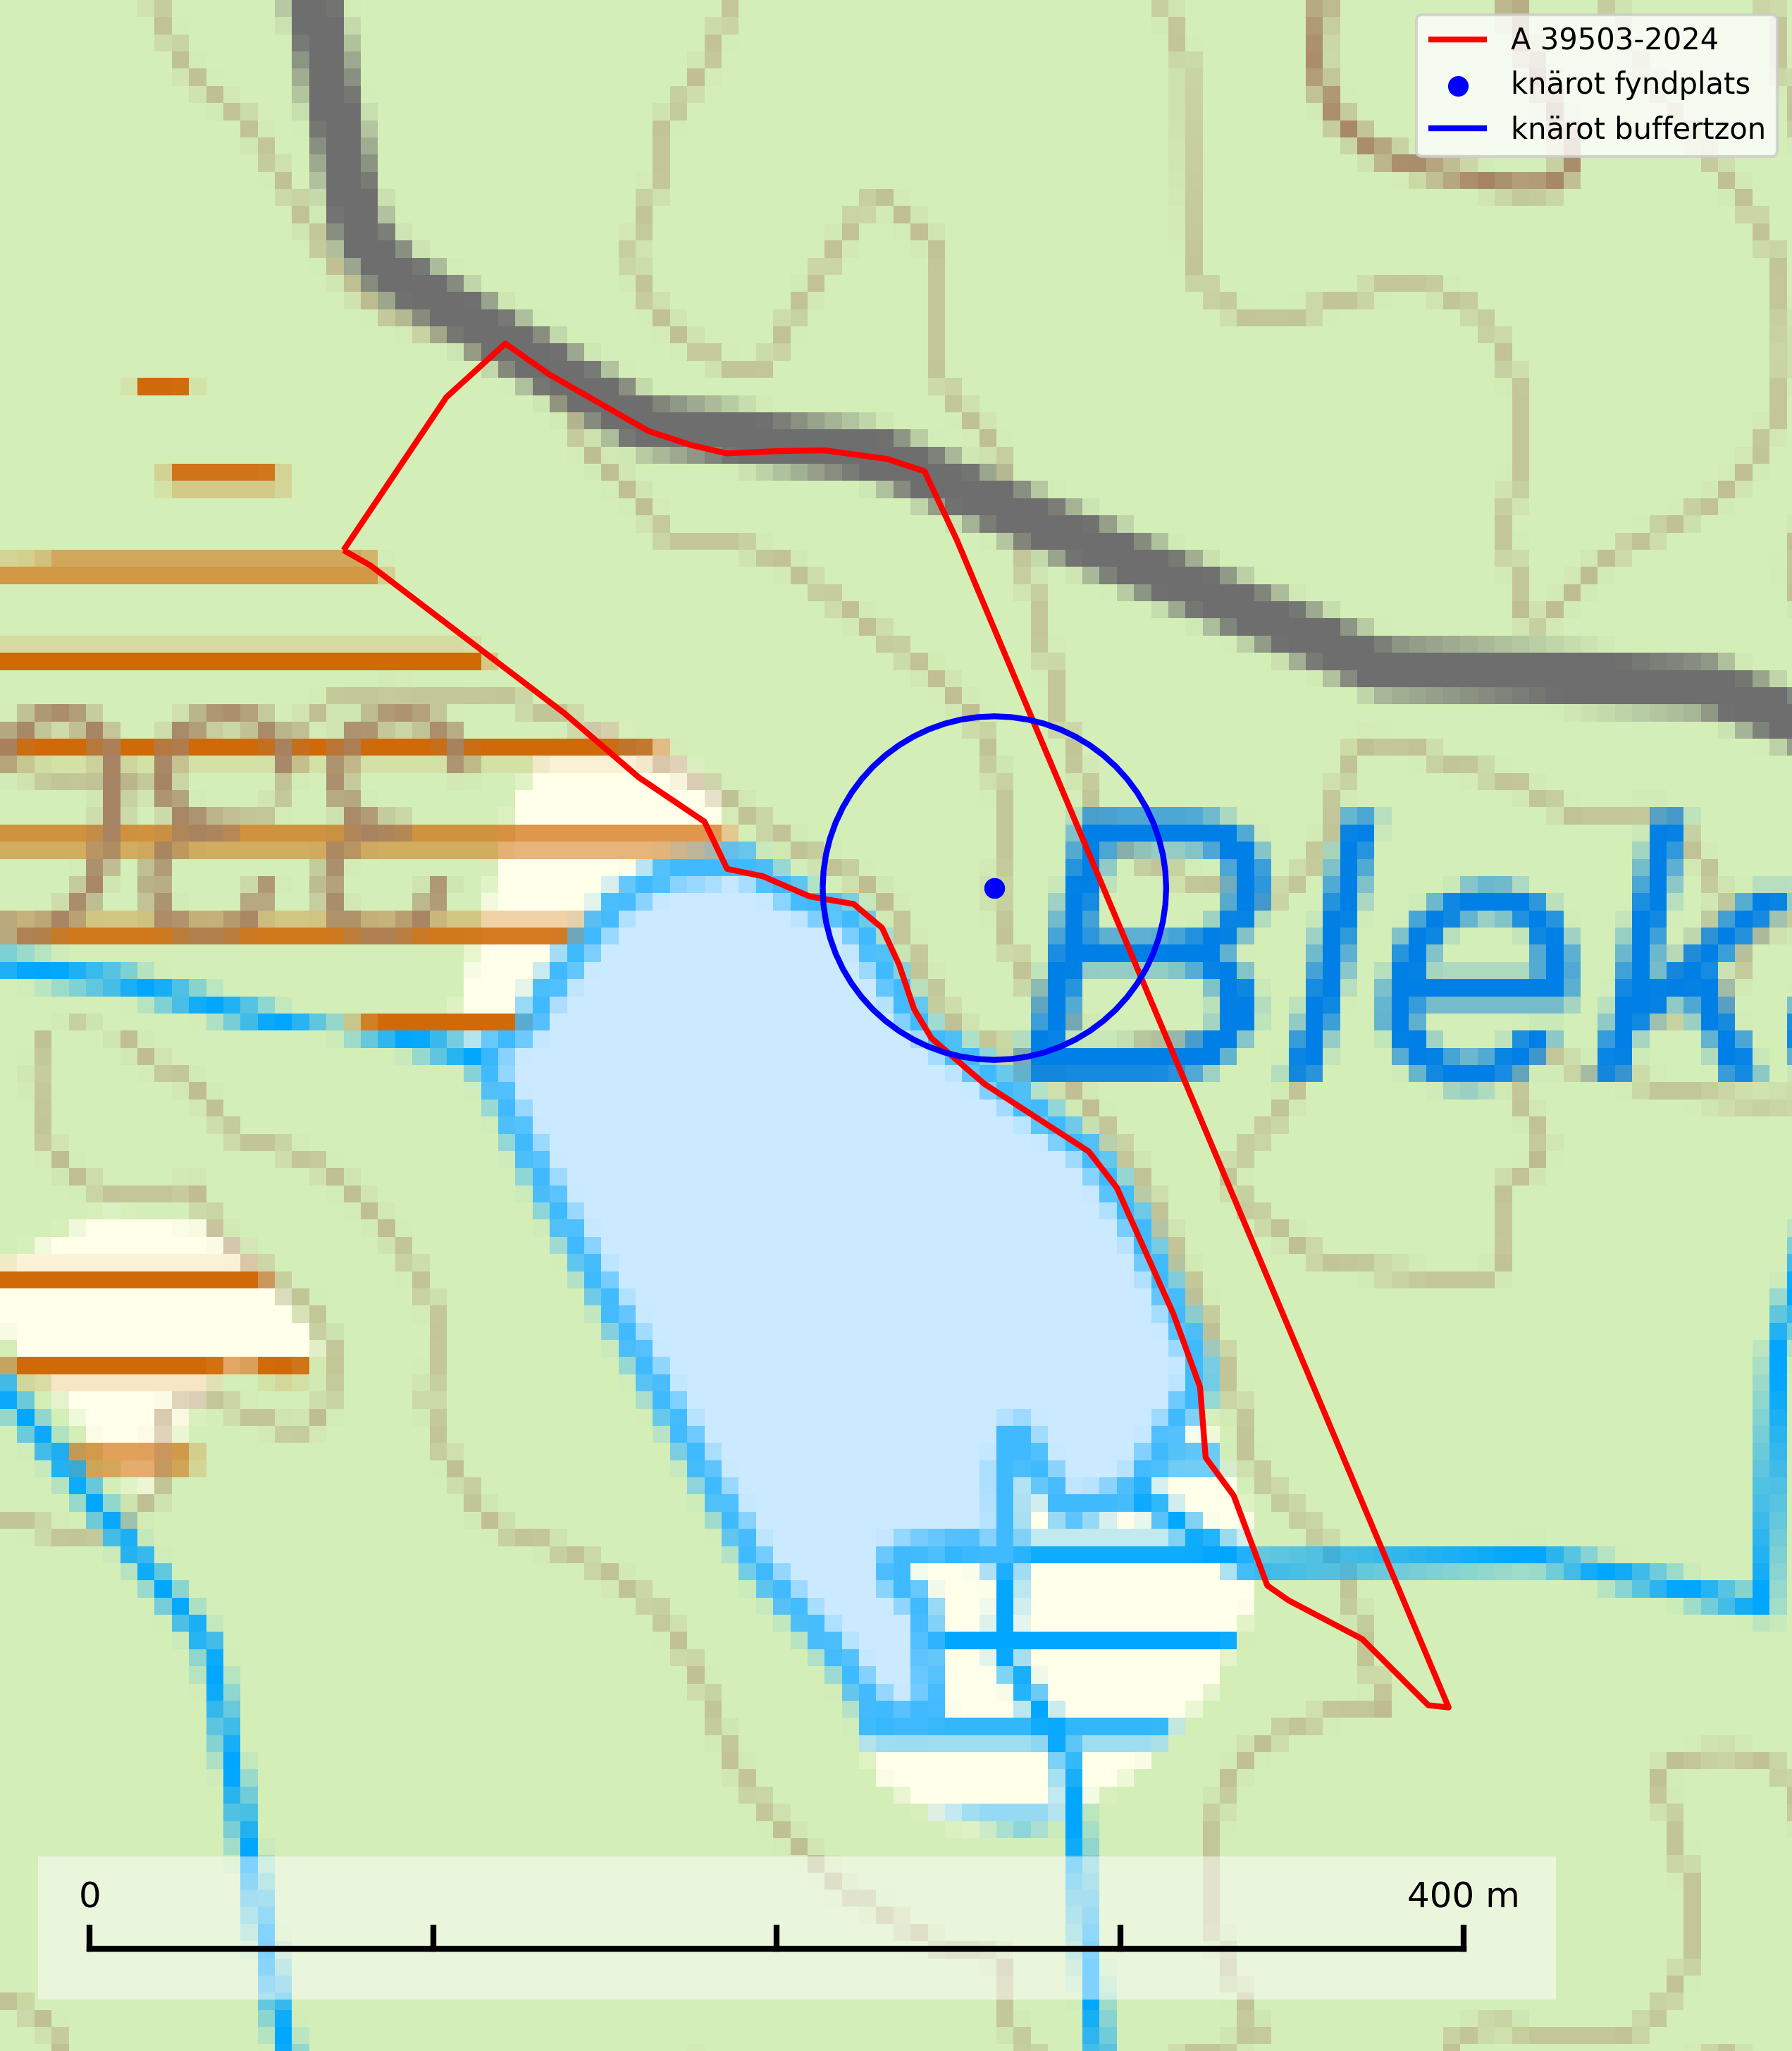 A 39503-2024
knärot fyndplats
knärot buffertzon
Blek
0 400 m